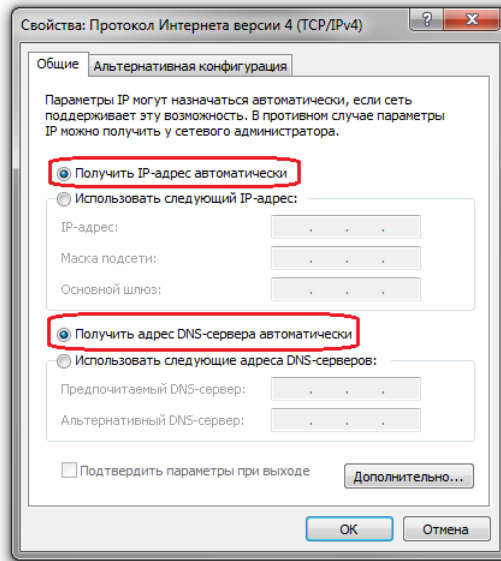 Свойства: Протокол Интернета версии 4 (TCP/IPv4)
Общие
Альтернативная конфигурация
Параметры IP могут назначаться автоматически, если сеть
поддерживает эту возможность. В противном случае параметры
IP можно получить у сетевого администратора.
Получить IP-адрес автоматически
Использовать следующий IP-адрес:
IP-адрес:
Маска подсети:
Основной шлюз:
Получить адрес DNS-сервера автоматически
Использовать следующие адреса DNS-серверов:
Предпочитаемый DNS-сервер:
Альтернативный DNS-сервер:
Подтвердить параметры при выходе
Дополнительно...
ОК
Отмена